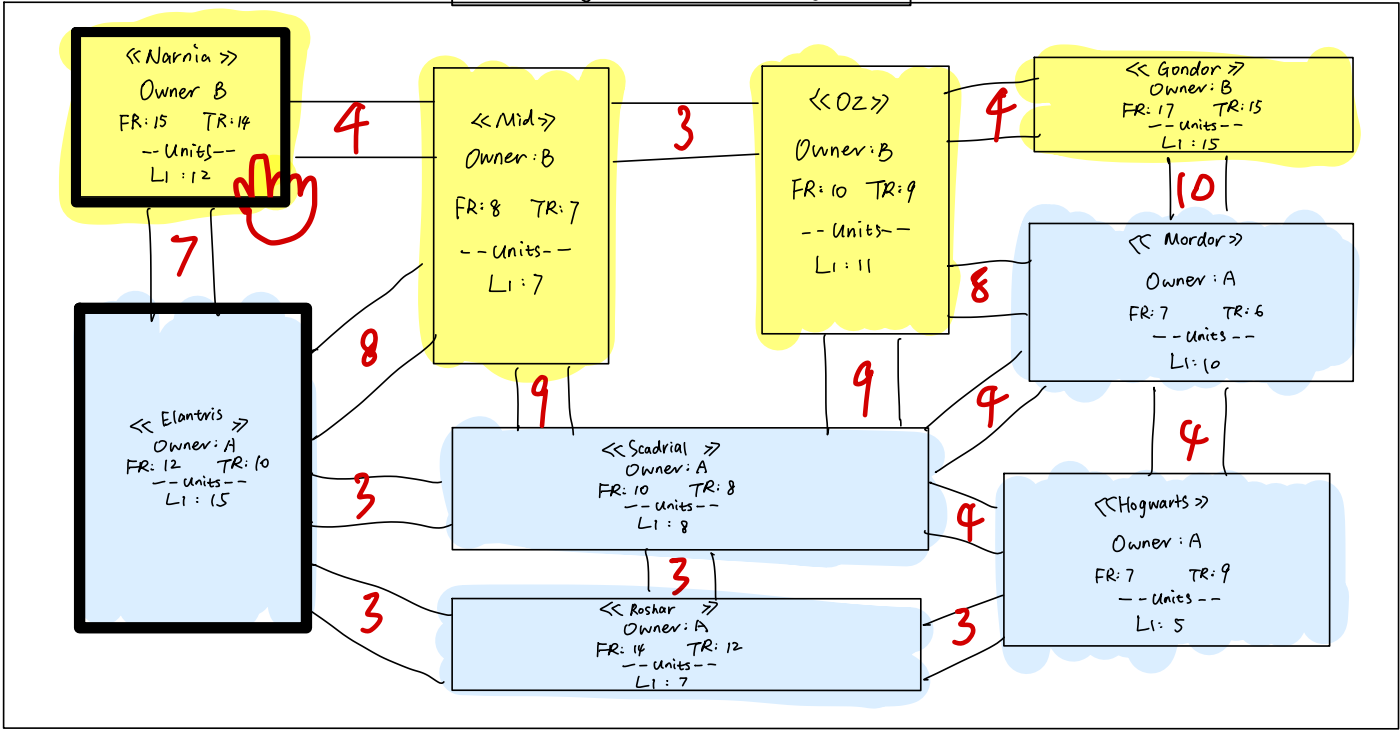 << Narnia >>
Owner B
FR: 15 TR: 14
-- Units --
L1 : 12
4
<< Mid >>
Owner: B
FR: 8 TR: 7
-- Units --
L1: 7
3
<< OZ >>
Owner: B
FR: 10 TR: 9
-- Units --
L1: 11
4
<< Gondor >>
Owner: B
FR: 17 TR: 15
-- Units --
L1: 15
10
7
8
<< Mordor >>
Owner: A
FR: 7 TR: 6
-- Units --
L1: 10
8
9
9
4
4
<< Elantris >>
Owner: A
FR: 12 TR: 10
-- Units --
L1 : 15
3
<< Scadrial >>
Owner: A
FR: 10 TR: 8
-- Units --
L1 : 8
4
<< Hogwarts >>
Owner: A
FR: 7 TR: 9
-- Units --
L1: 5
3
3
<< Roshar >>
Owner: A
FR: 14 TR: 12
-- Units --
L1 : 7
3